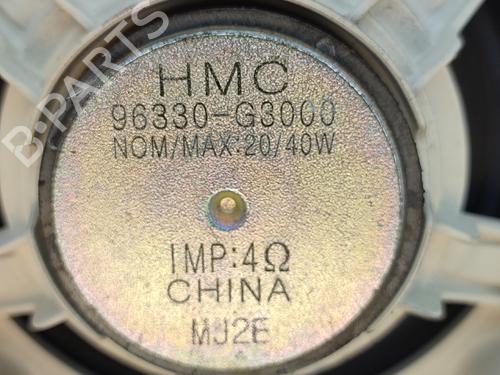 B-PARTS
HMC
96330-G3000
NOM/MAX:20/40W
IMP:4Ω
CHINA
MJ2E